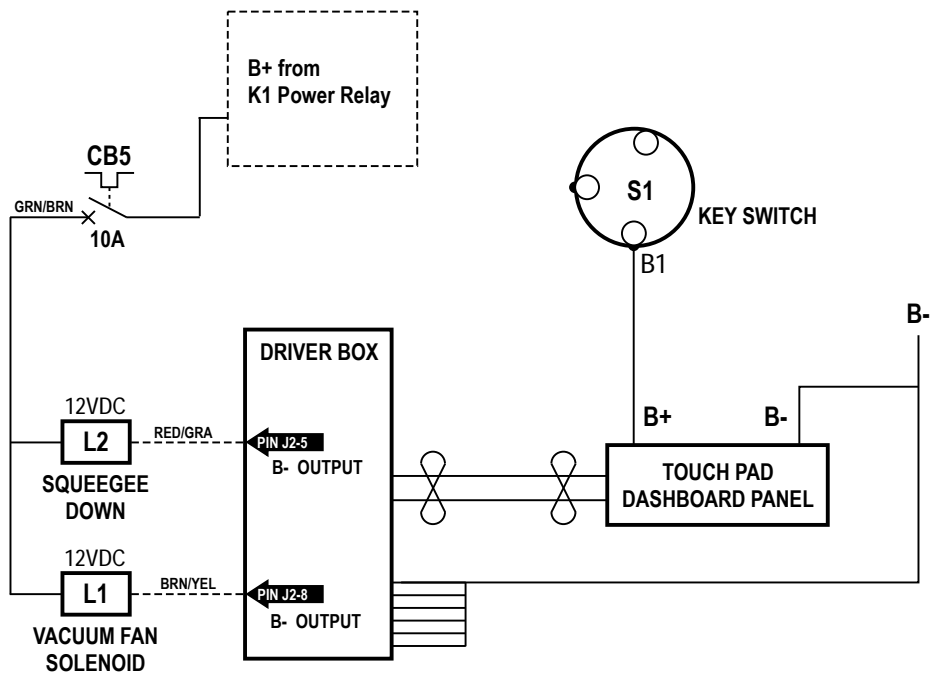 B+ from
K1 Power Relay
CB5
GRN/BRN
10A
S1
KEY SWITCH
B1
B-
DRIVER BOX
12VDC
L2
RED/GRA
PIN J2-5
B- OUTPUT
SQUEEGEE
DOWN
B+
B-
TOUCH PAD
DASHBOARD PANEL
12VDC
L1
BRN/YEL
PIN J2-8
B- OUTPUT
VACUUM FAN
SOLENOID